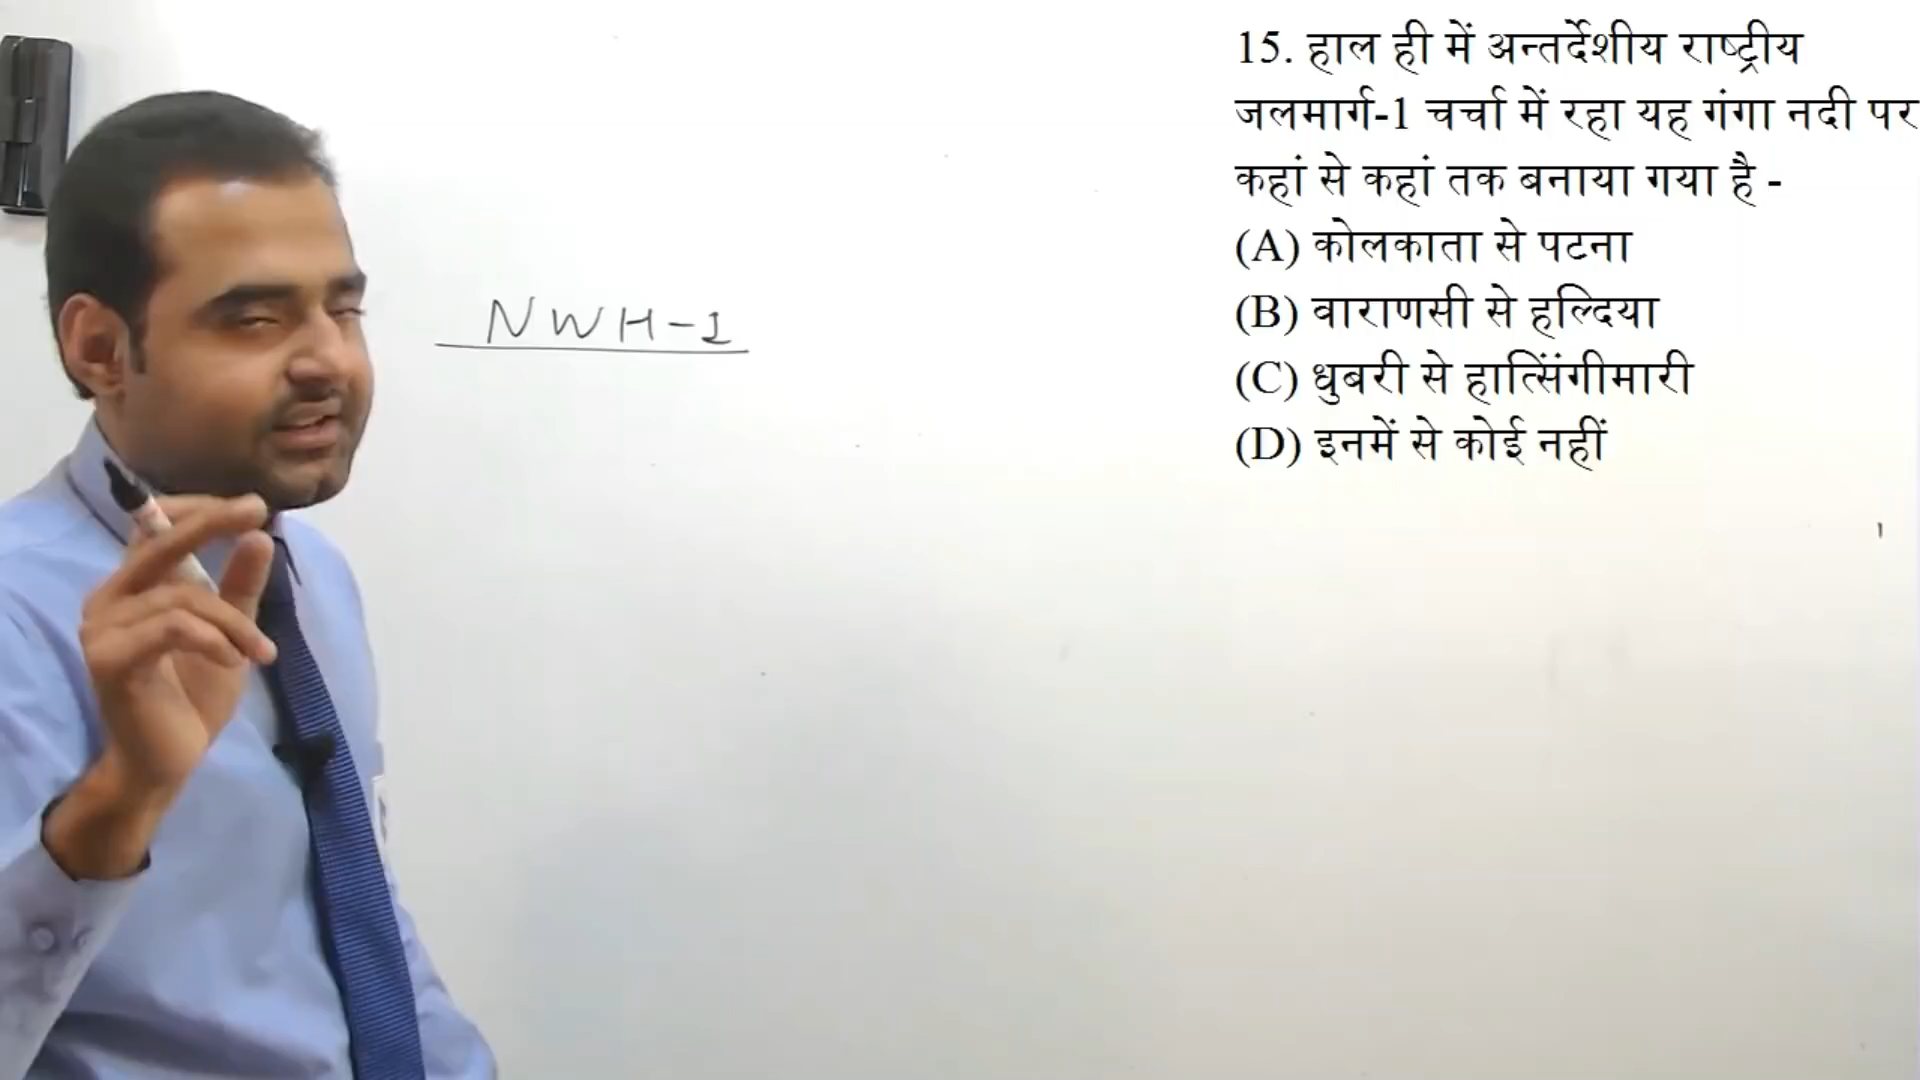 NWH-1
15. हाल ही में अन्तर्देशीय राष्ट्रीय
जलमार्ग-1 चर्चा में रहा यह गंगा नदी पर
कहां से कहां तक बनाया गया है -
(A) कोलकाता से पटना
(B) वाराणसी से हल्दिया
(C) धुबरी से हात्सिंगीमारी
(D) इनमें से कोई नहीं